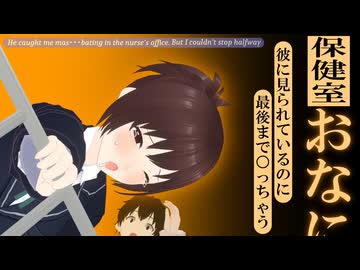 He caught me mas・・・bating in the nurse's office. But I couldn't stop halfway
保健室
おなに
彼に見られているのに
最後まで〇っちゃう